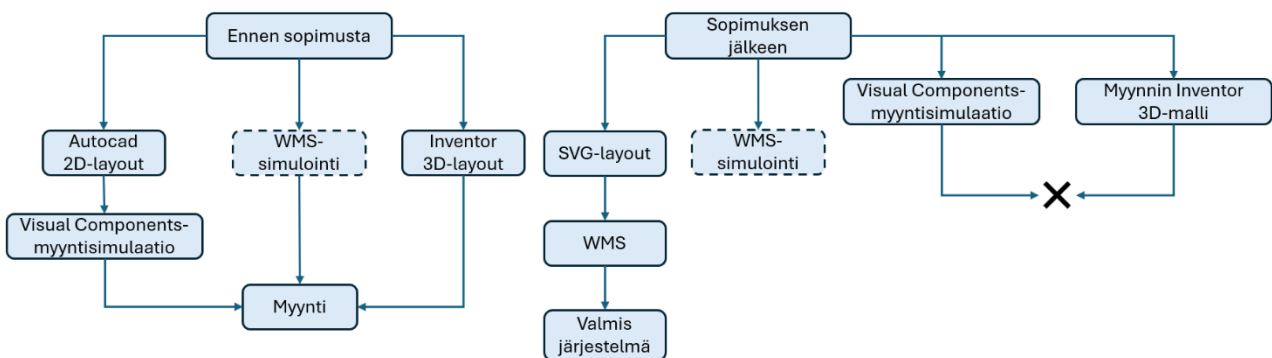 Ennen sopimusta
Autocad
2D-layout
WMS-
simulointi
Inventor
3D-layout
Visual Components-
myyntisimulaatio
Myynti
Sopimuksen
jälkeen
SVG-layout
WMS-
simulointi
Visual Components-
myyntisimulaatio
Myynnin Inventor
3D-malli
WMS
Valmis
järjestelmä